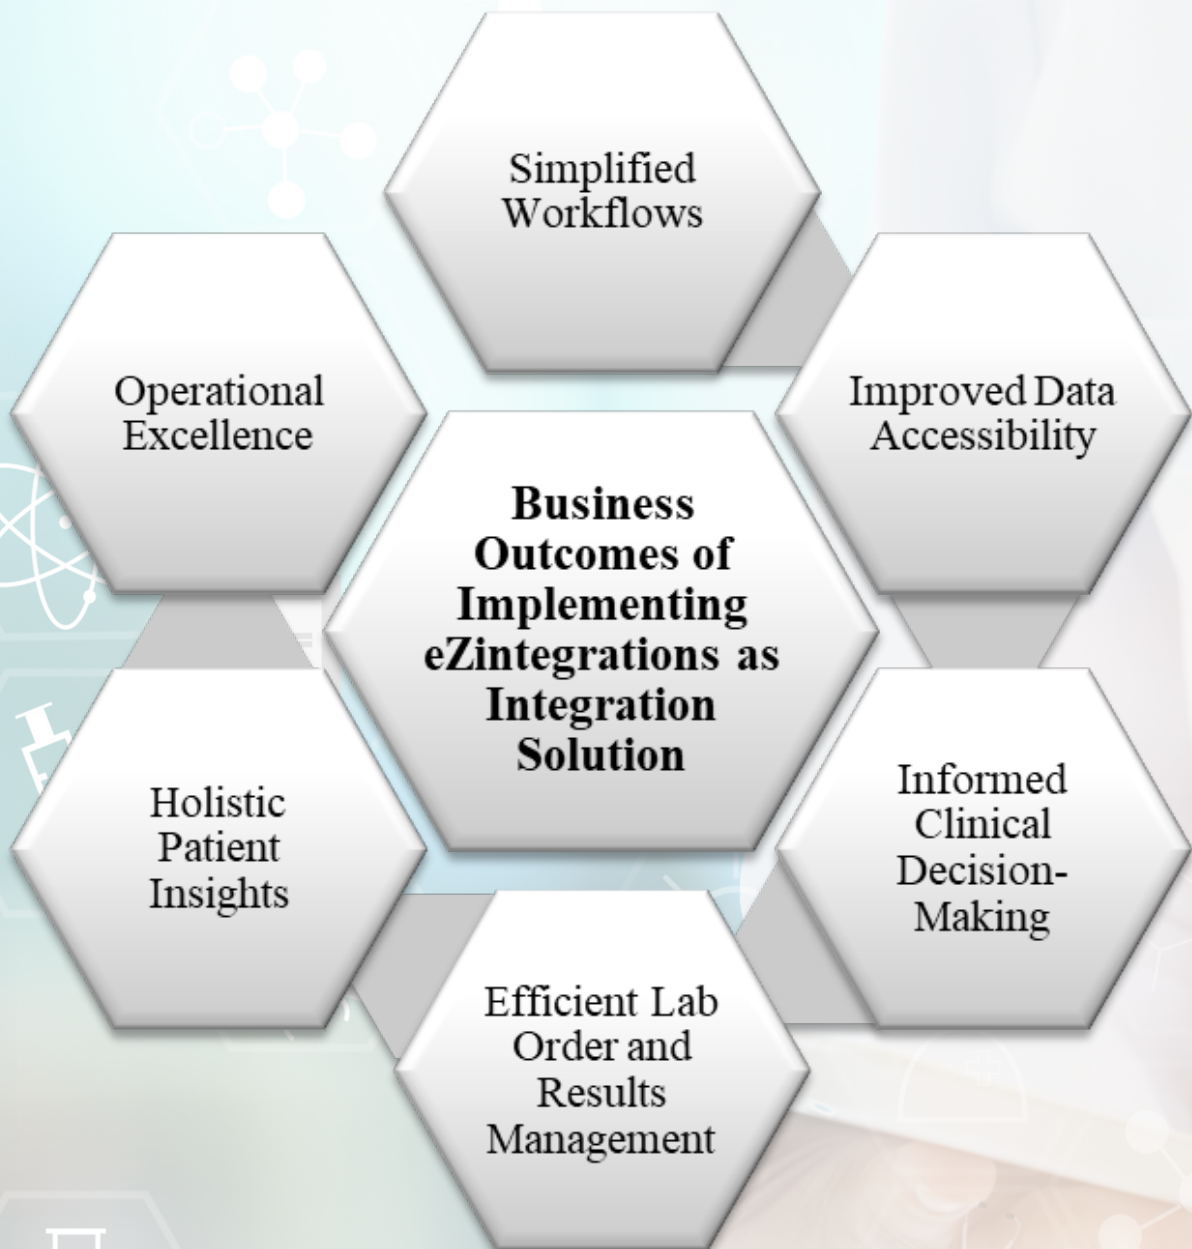 Simplified
Workflows
Improved Data
Accessibility
Informed
Clinical
Decision-
Making
Efficient Lab
Order and
Results
Management
Holistic
Patient
Insights
Operational
Excellence
Business
Outcomes of
Implementing
eZintegrations as
Integration
Solution